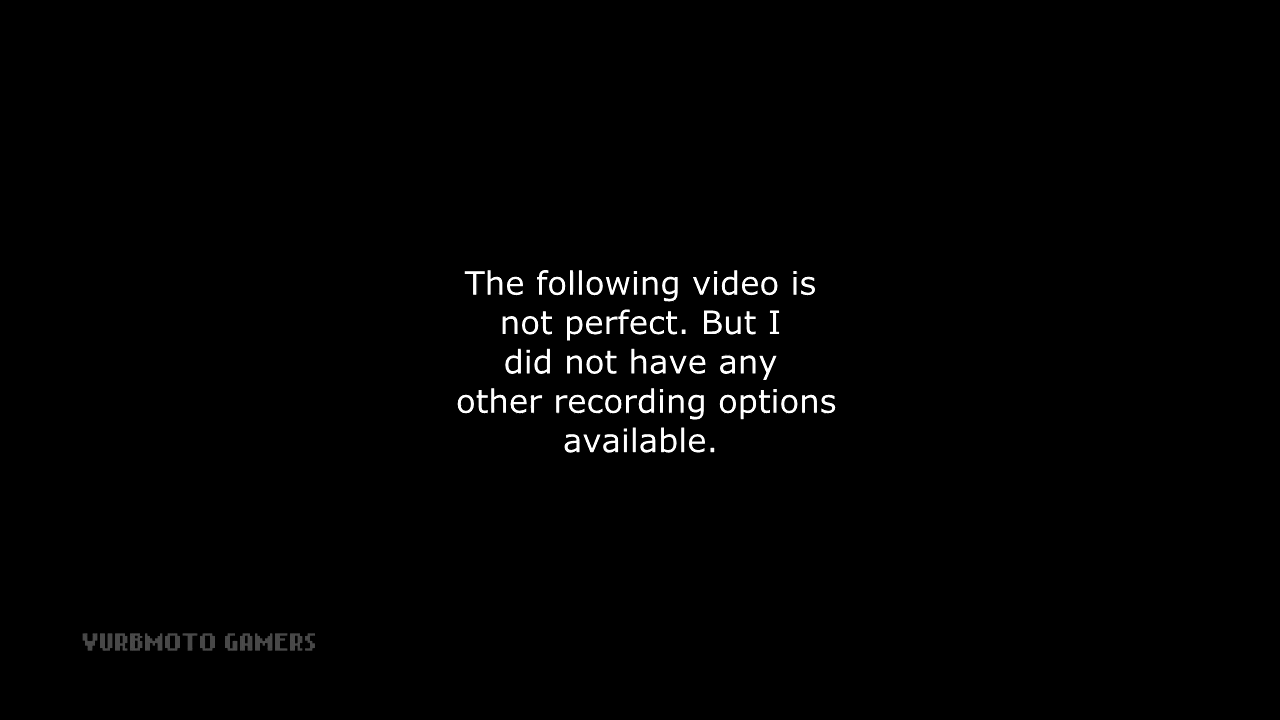 The following video is
not perfect. But I
did not have any
other recording options
available.
VURBMOTO GAMERS